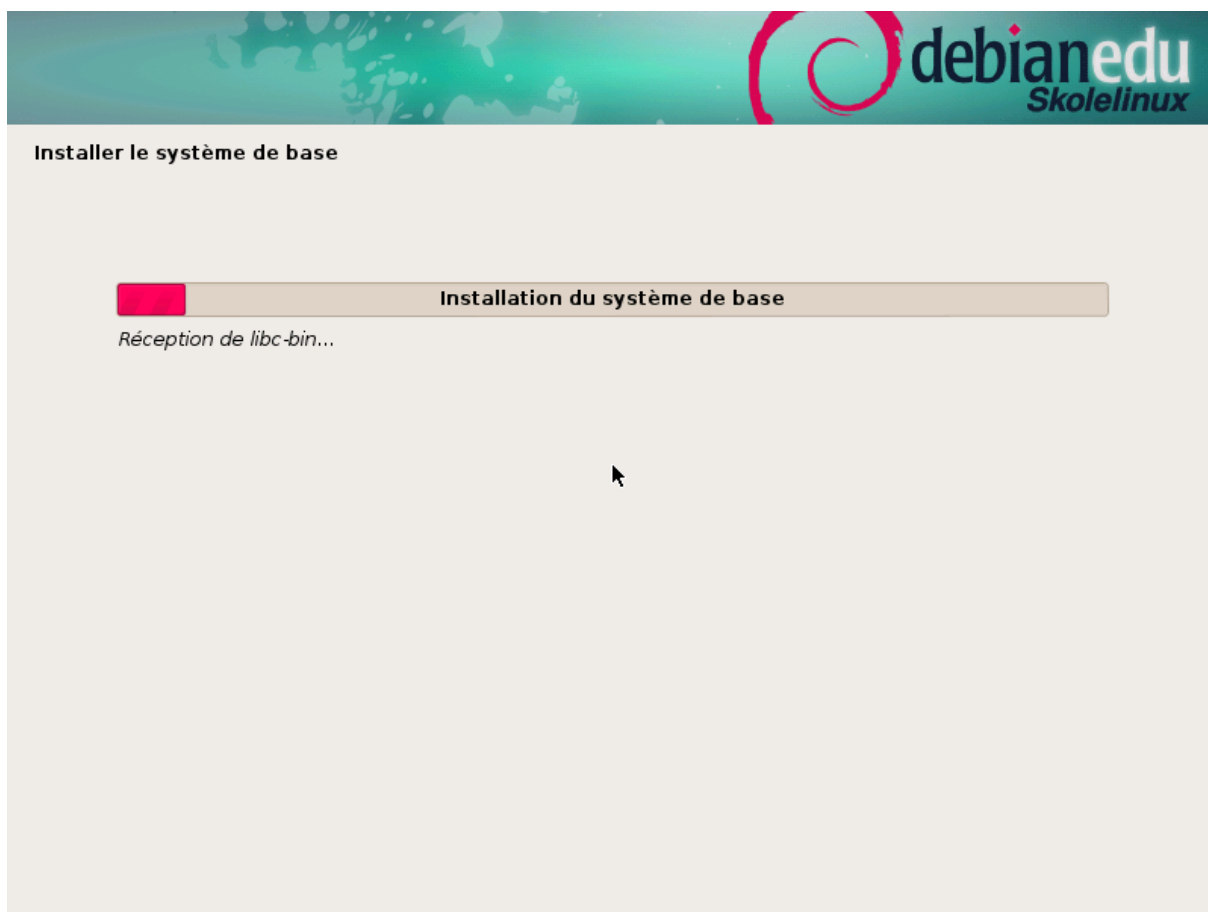 debianedu
Skolelinux
Installer le système de base
Installation du système de base
Réception de libc-bin...